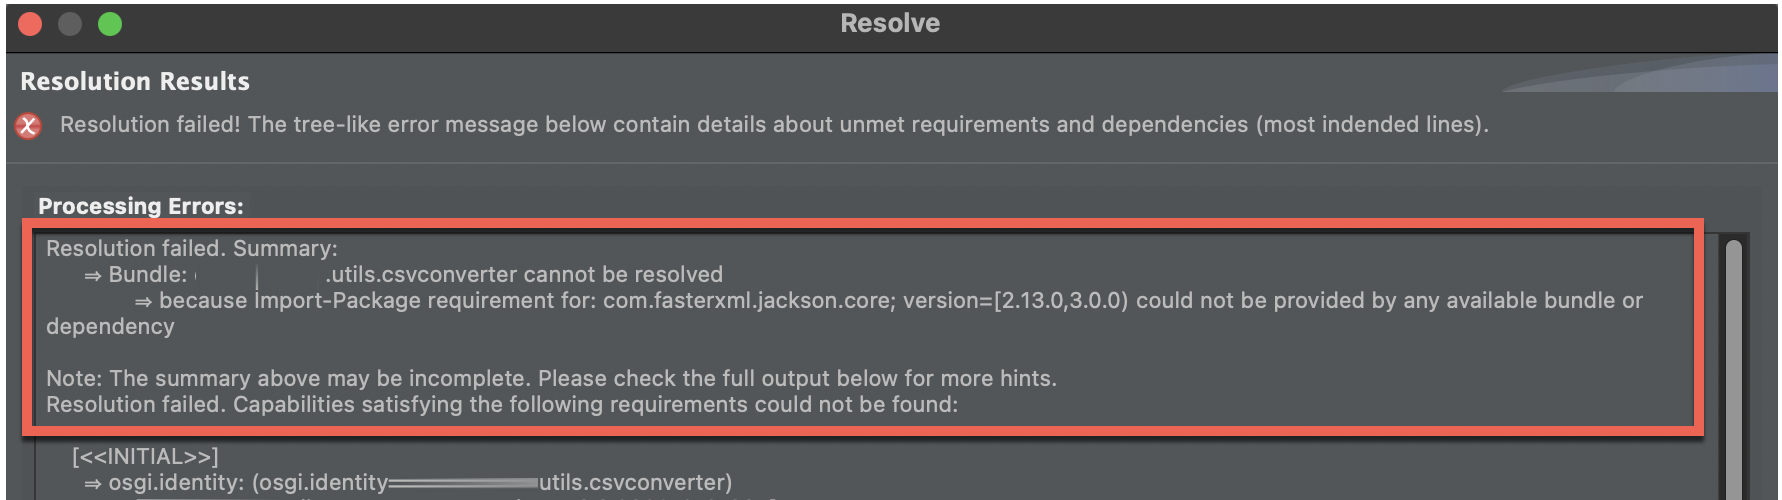 Resolve
Resolution Results
Resolution failed! The tree-like error message below contain details about unmet requirements and dependencies (most indented lines).
Processing Errors:
Resolution failed. Summary:
⇒ Bundle: .utils.csvconverter cannot be resolved
⇒ because Import-Package requirement for: com.fasterxml.jackson.core; version=[2.13.0,3.0.0) could not be provided by any available bundle or
dependency
Note: The summary above may be incomplete. Please check the full output below for more hints.
Resolution failed. Capabilities satisfying the following requirements could not be found:
[<<INITIAL>>]
⇒ osgi.identity: (osgi.identity utils.csvconverter)